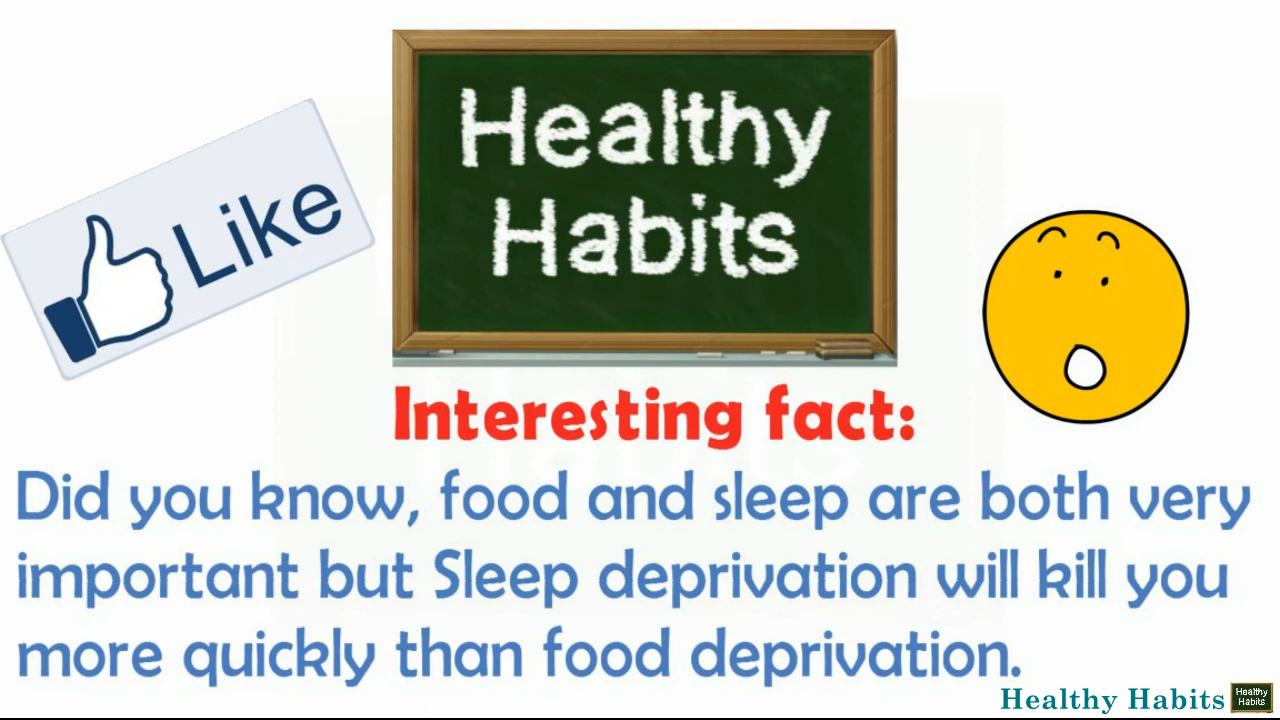 Healthy
Habits
Like
Interesting fact:
Did you know, food and sleep are both very
important but Sleep deprivation will kill you
more quickly than food deprivation.
Healthy Habits
Healthy
Habits